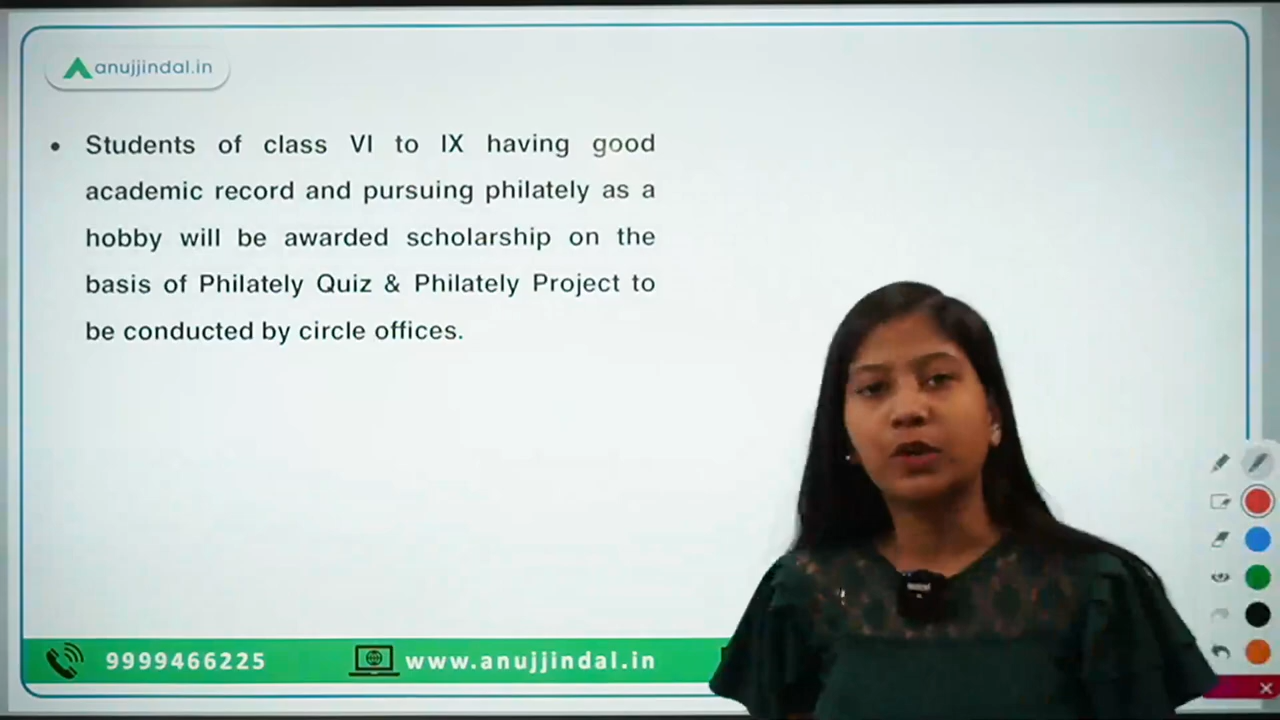 anujjindal.in
• Students of class VI to IX having good
academic record and pursuing philately as a
hobby will be awarded scholarship on the
basis of Philately Quiz & Philately Project to
be conducted by circle offices.
9999466225
www.anujjindal.in